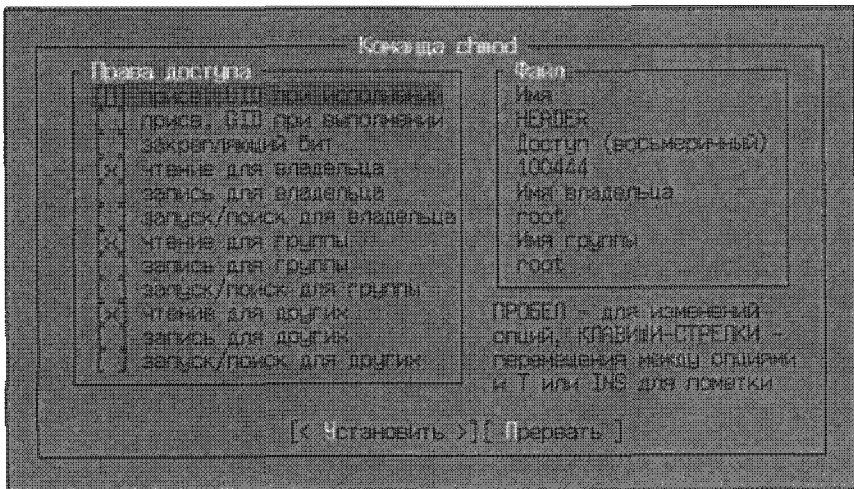 Команда chmod
Права доступа
[ ] присв. UID при исполнении
[ ] присв. GID при выполнении
[ ] закрепляющий бит
[x] чтение для владельца
[ ] запись для владельца
[ ] запуск/поиск для владельца
[x] чтение для группы
[ ] запись для группы
[ ] запуск/поиск для группы
[x] чтение для других
[ ] запись для других
[ ] запуск/поиск для других
Файл
Имя
HEADER
Доступ (восьмеричный)
100444
Имя владельца
root
Имя группы
root
ПРОБЕЛ - для изменений
опций, КЛАВИШИ-СТРЕЛКИ -
перемещения между опциями
и T или INS для пометки
[< Установить >][ Прервать ]